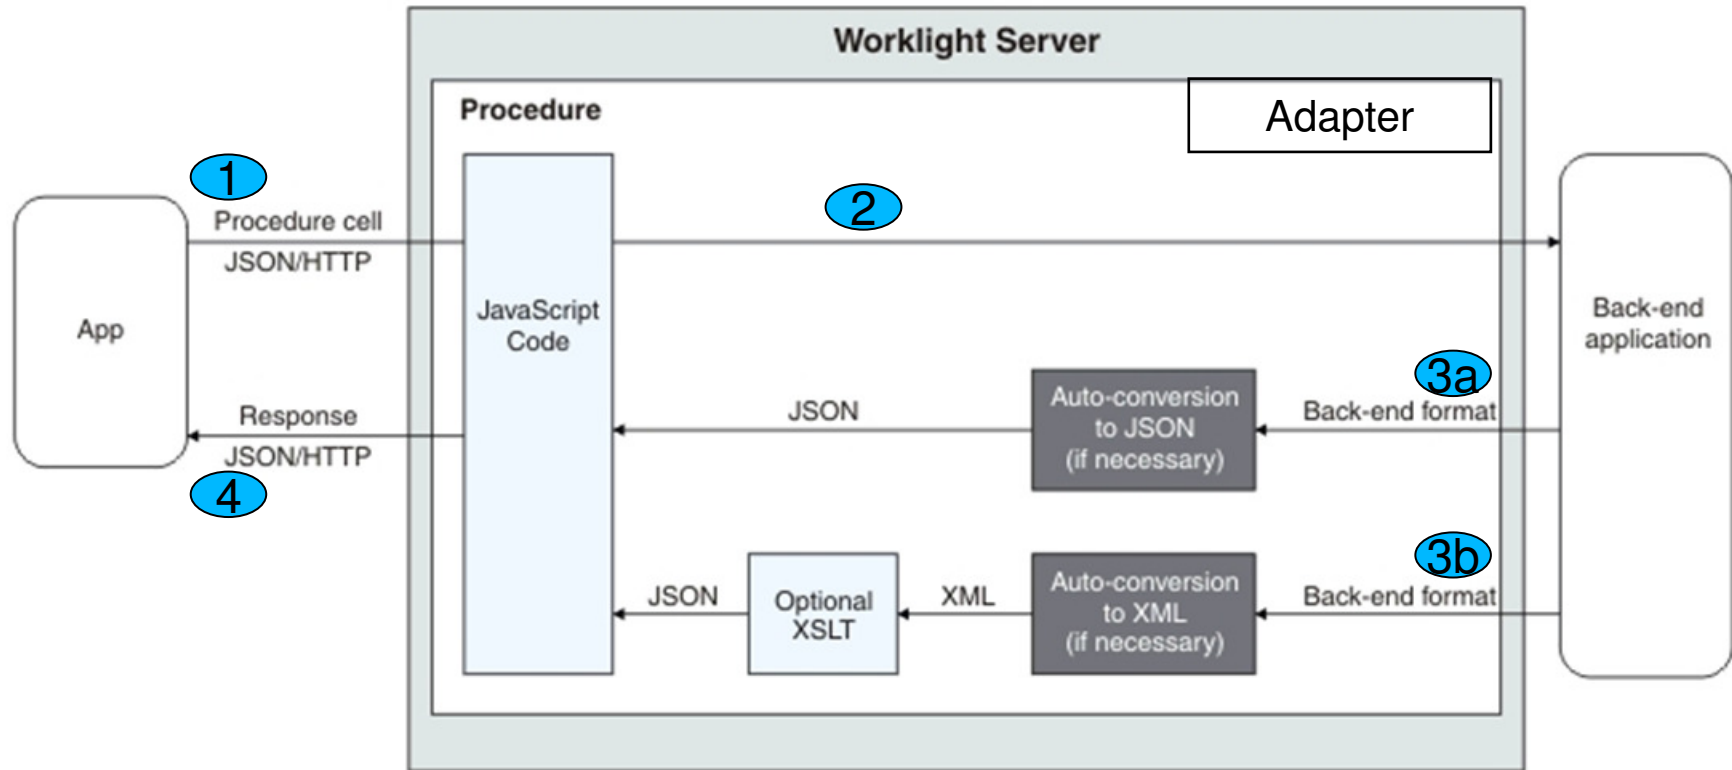 Worklight Server
Procedure
Adapter
1
Procedure cell
JSON/HTTP
2
App
JavaScript
Code
Back-end
application
3a
Back-end format
Auto-conversion
to JSON
(if necessary)
JSON
Response
JSON/HTTP
4
3b
Back-end format
Auto-conversion
to XML
(if necessary)
XML
Optional
XSLT
JSON